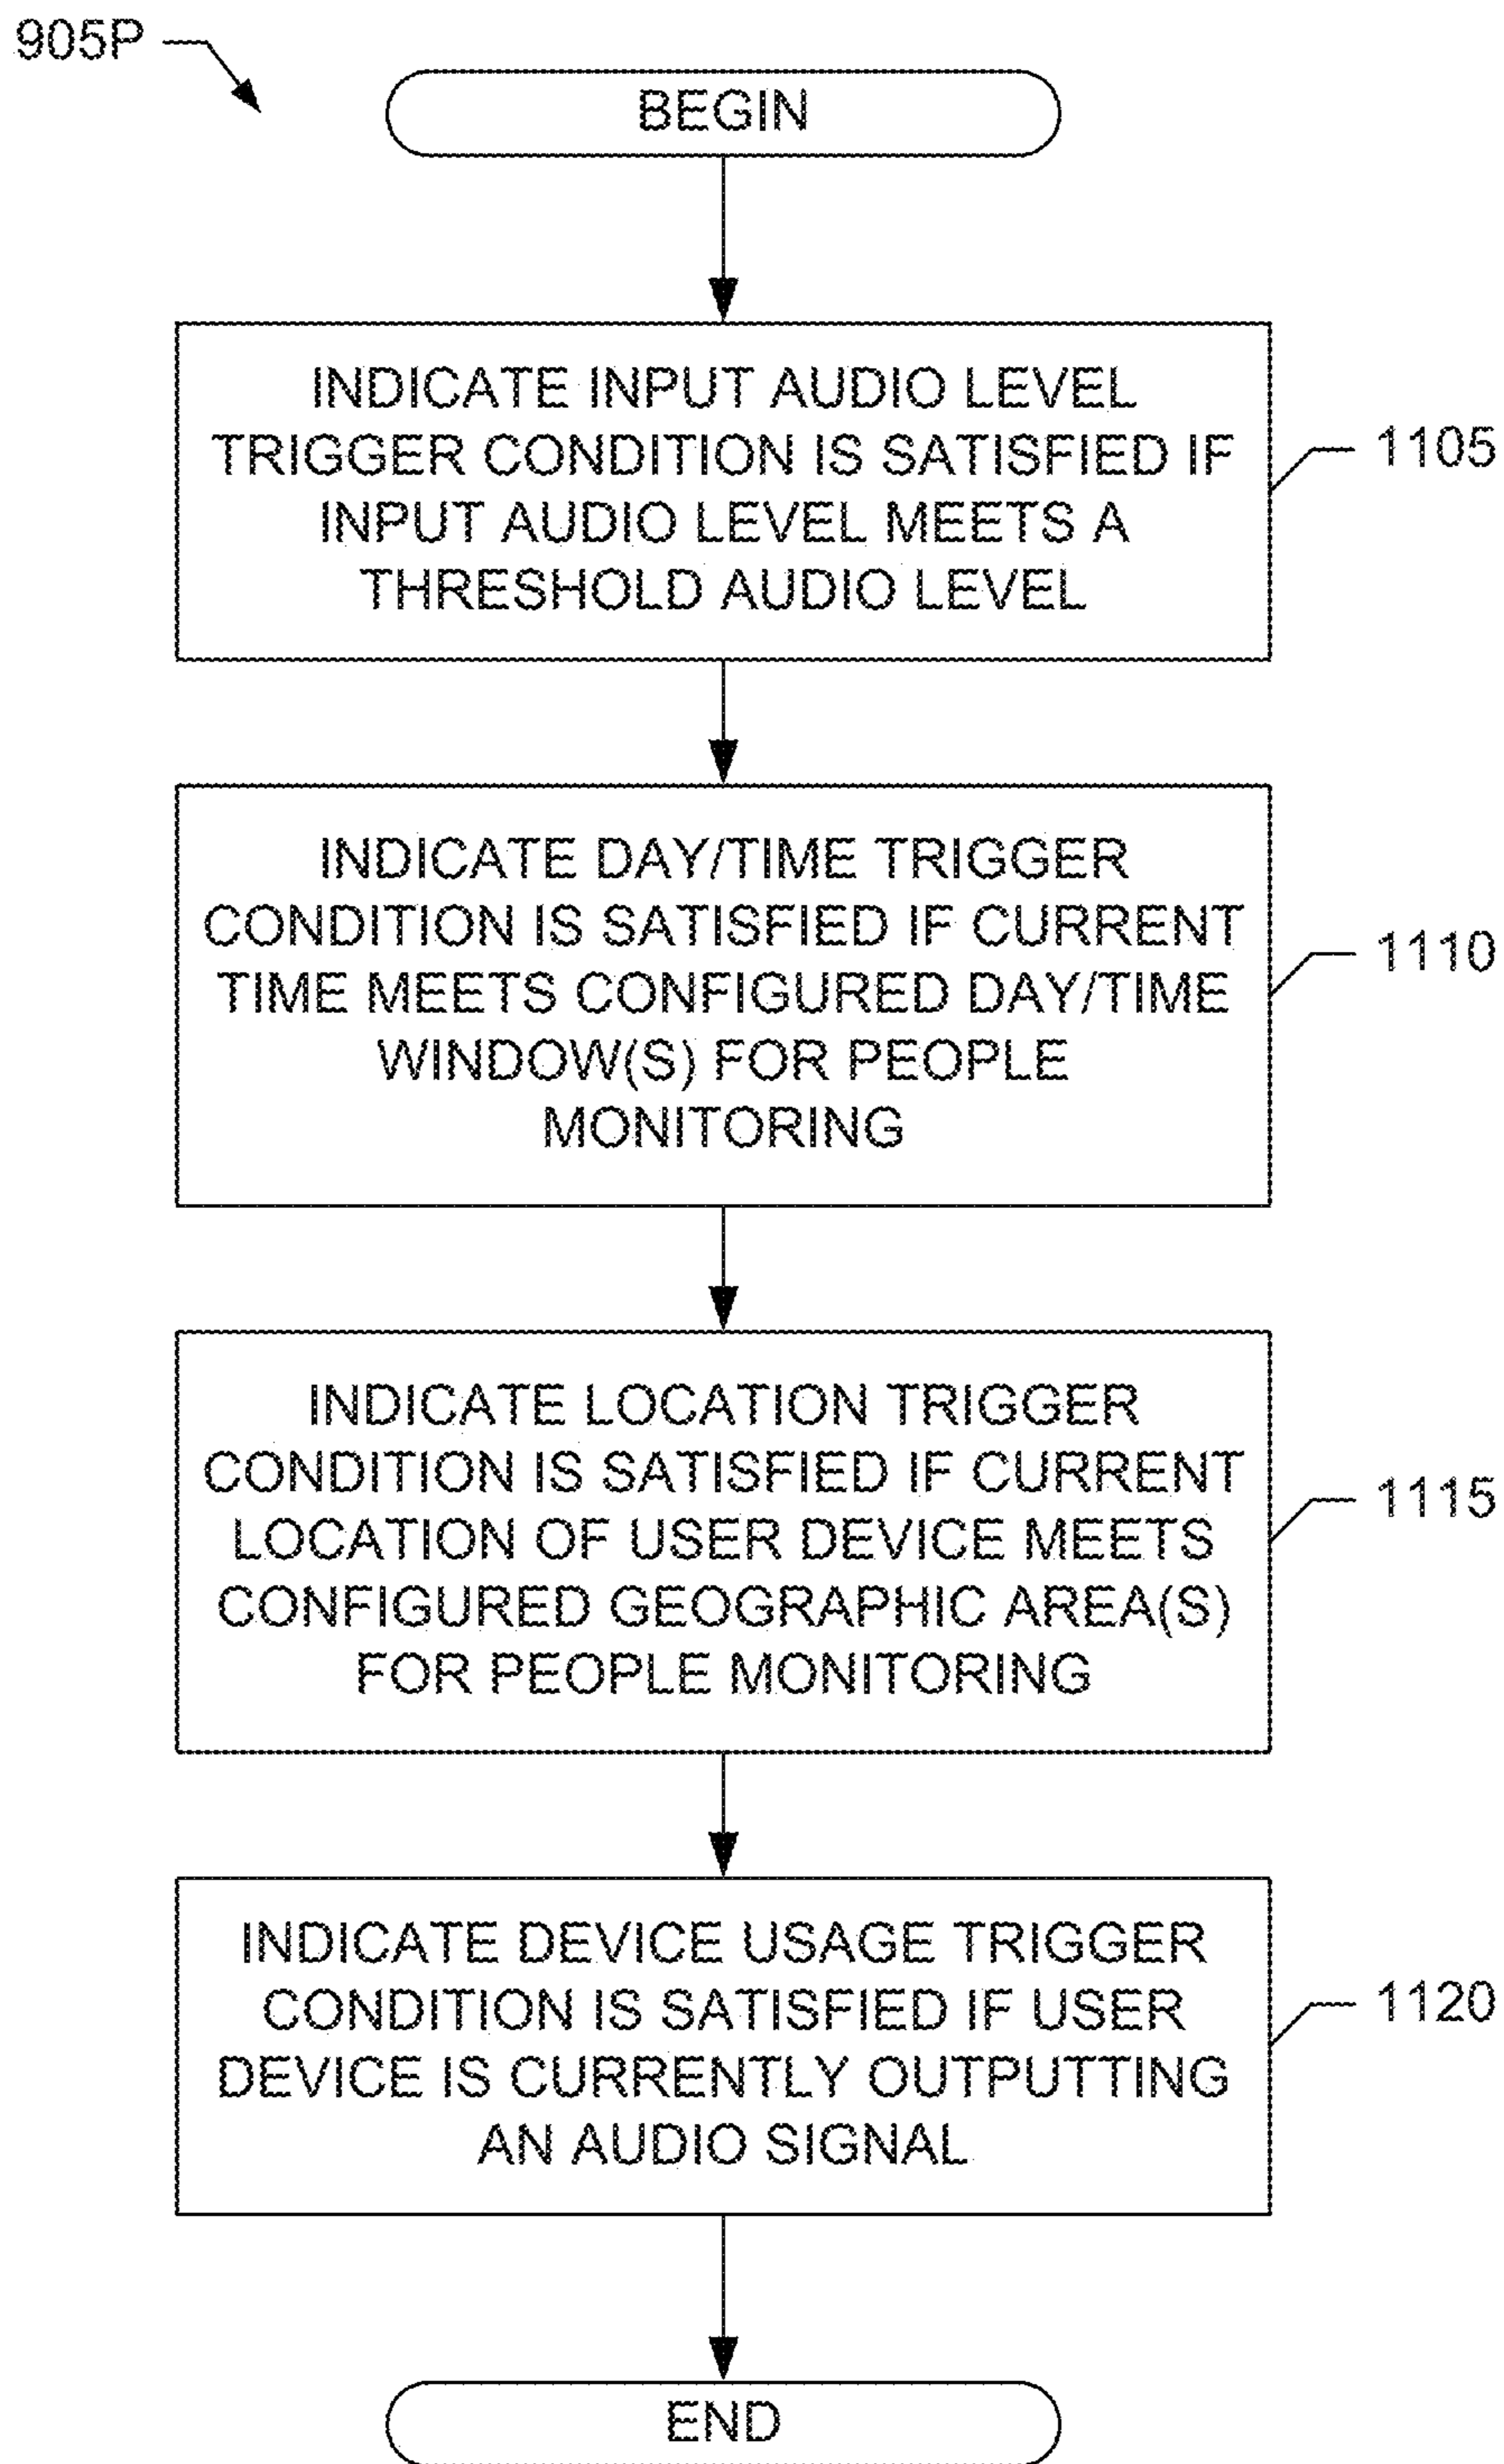 905P
BEGIN
INDICATE INPUT AUDIO LEVEL
TRIGGER CONDITION IS SATISFIED IF
INPUT AUDIO LEVEL MEETS A
THRESHOLD AUDIO LEVEL
1105
INDICATE DAY/TIME TRIGGER
CONDITION IS SATISFIED IF CURRENT
TIME MEETS CONFIGURED DAY/TIME
WINDOW(S) FOR PEOPLE
MONITORING
1110
INDICATE LOCATION TRIGGER
CONDITION IS SATISFIED IF CURRENT
LOCATION OF USER DEVICE MEETS
CONFIGURED GEOGRAPHIC AREA(S)
FOR PEOPLE MONITORING
1115
INDICATE DEVICE USAGE TRIGGER
CONDITION IS SATISFIED IF USER
DEVICE IS CURRENTLY OUTPUTTING
AN AUDIO SIGNAL
1120
END